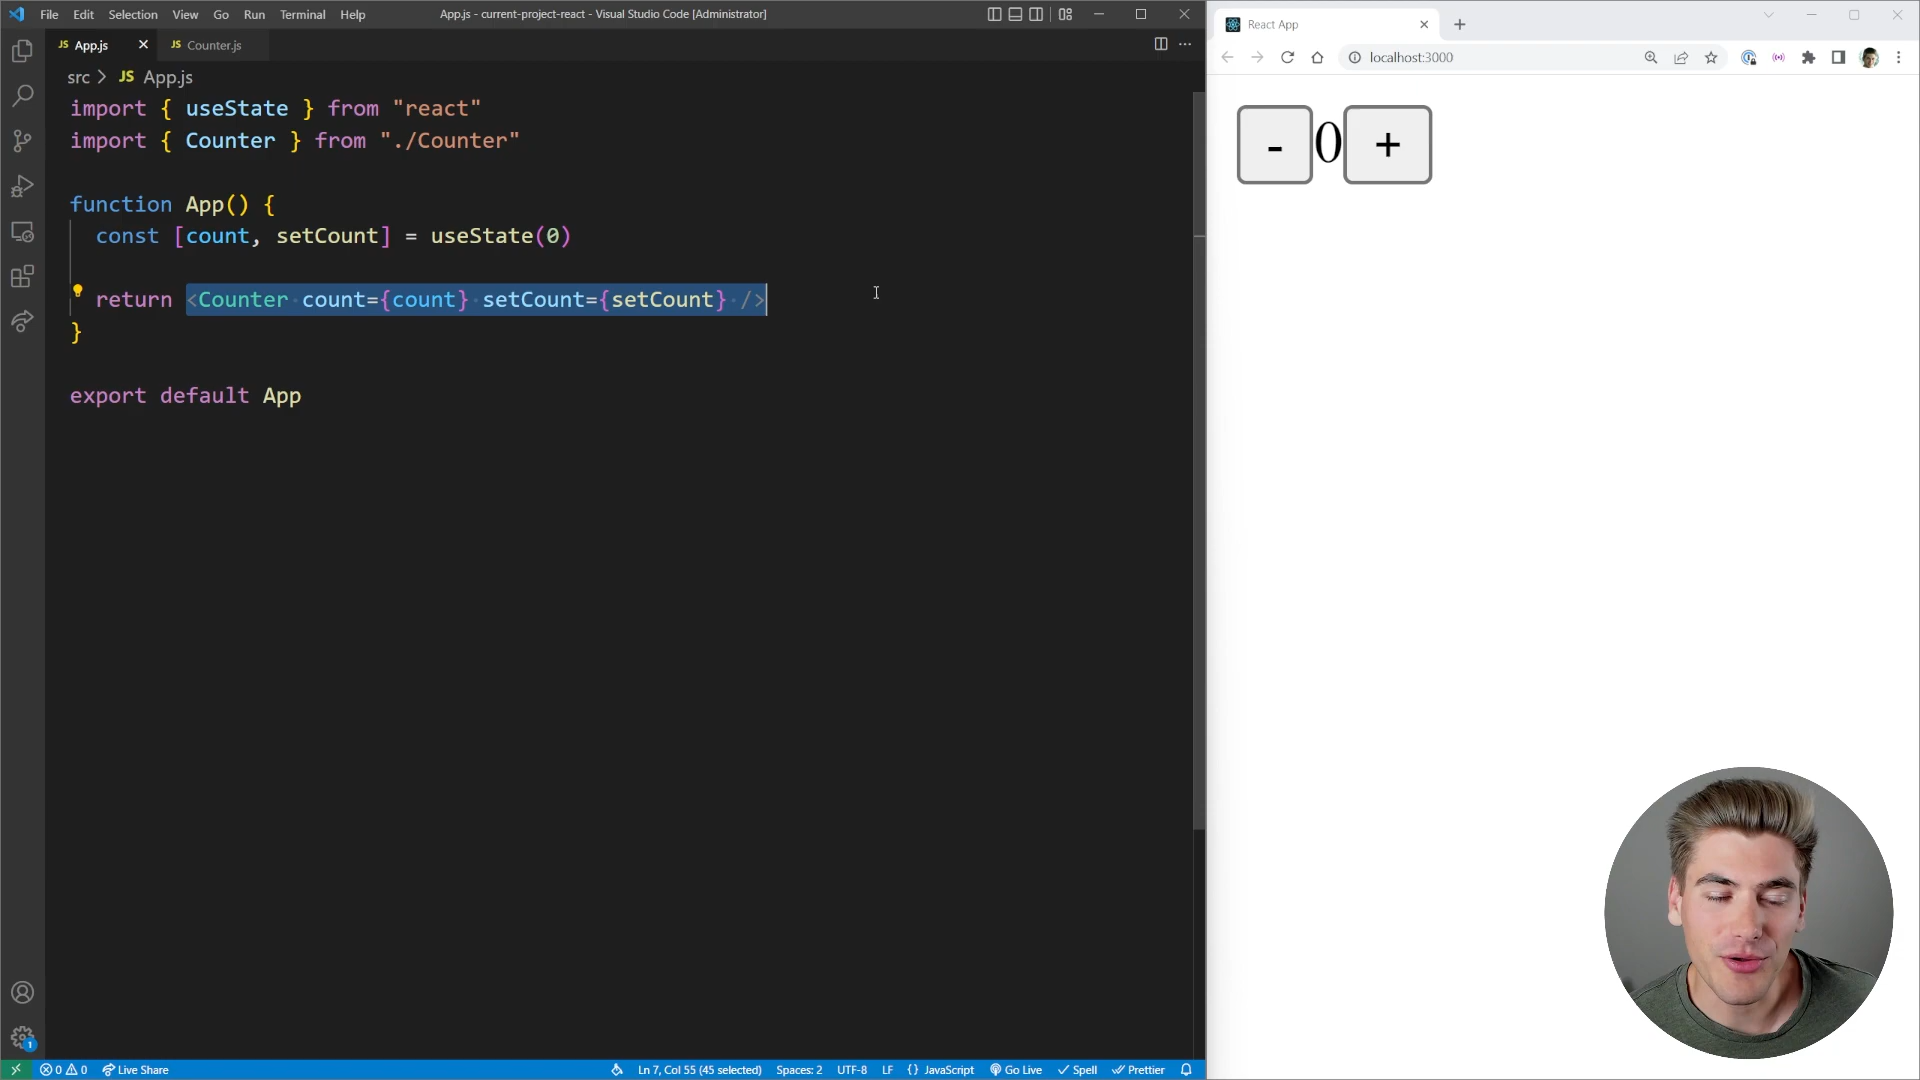 File Edit Selection View Go Run Terminal Help
App.js - current-project-react - Visual Studio Code [Administrator]
JS App.js
JS Counter.js
src > JS App.js
import { useState } from "react"
import { Counter } from "./Counter"
function App() {
const [count, setCount] = useState(0)
return <Counter count={count} setCount={setCount} />
}
export default App
1
0 0 Live Share
Ln 7, Col 55 (45 selected) Spaces: 2 UTF-8 LF {} JavaScript Go Live Spell Prettier
React App
localhost:3000
- 0 +